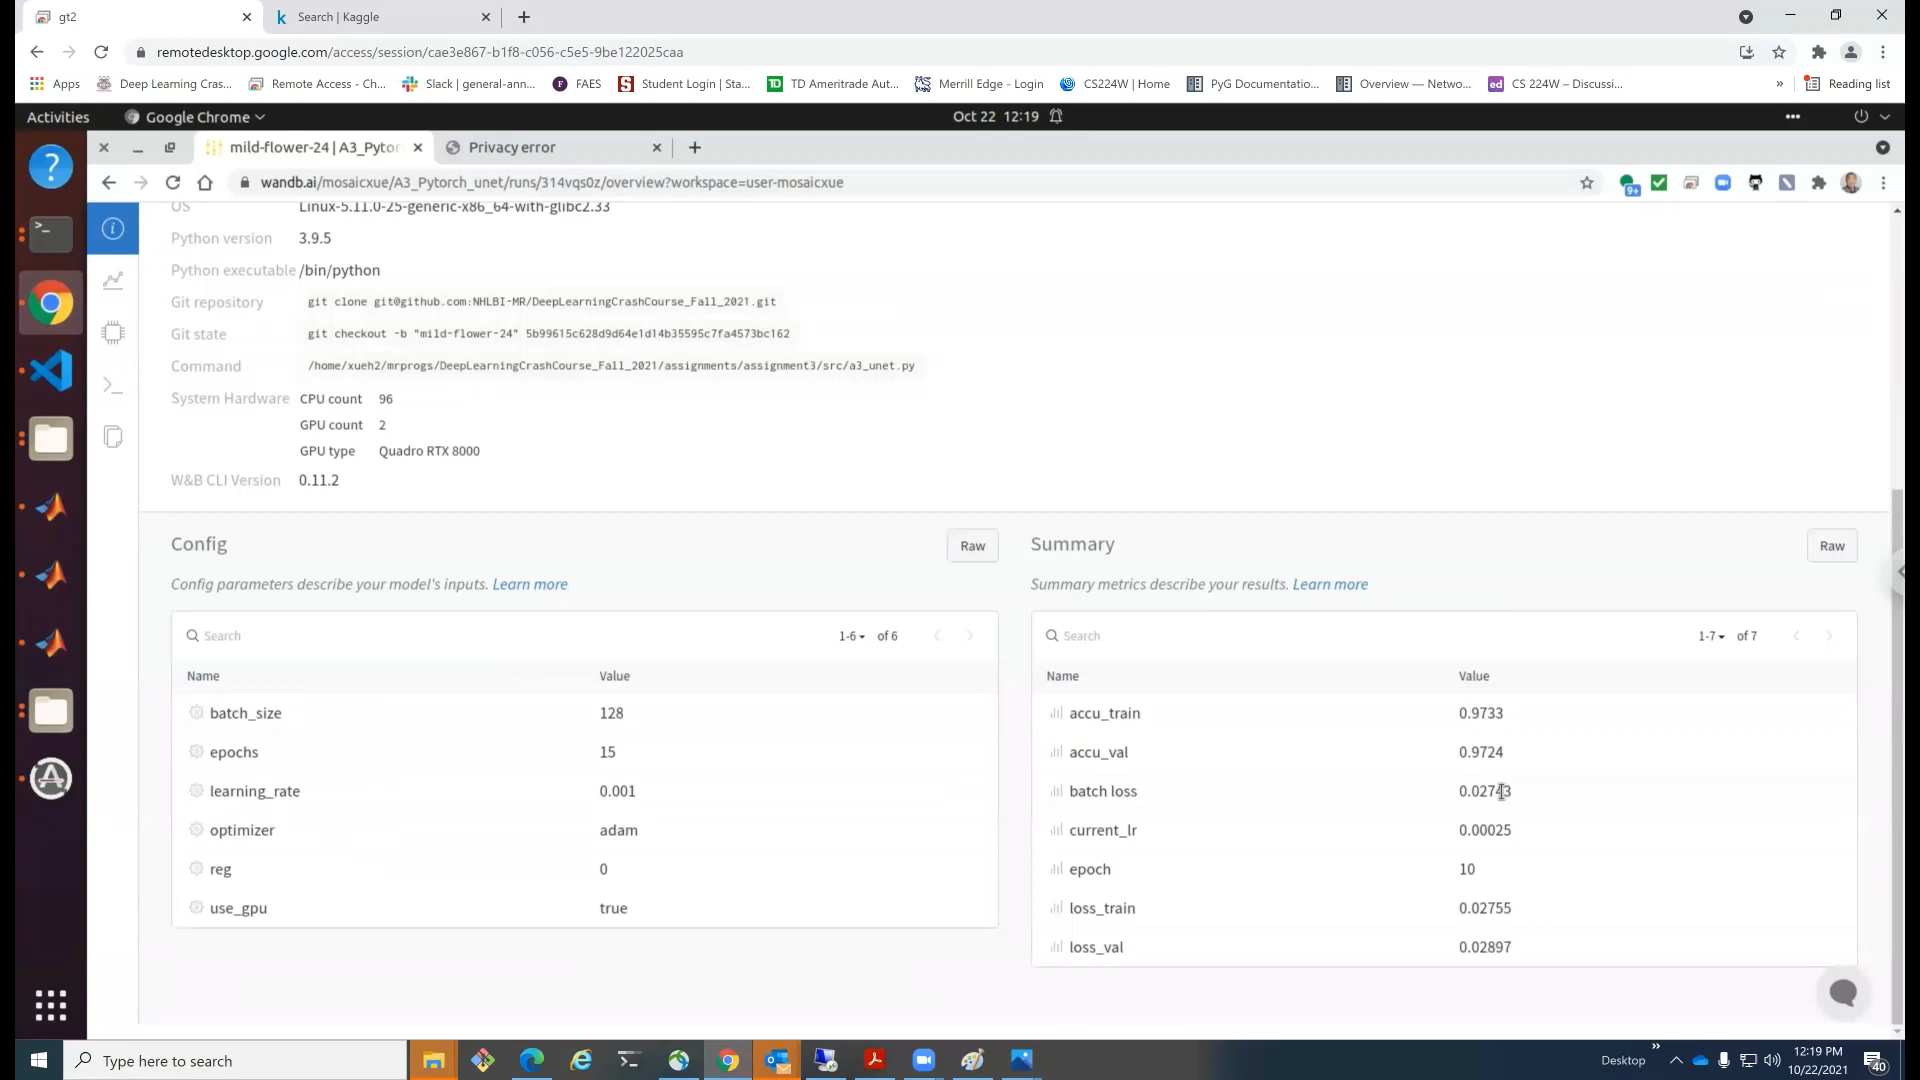 gt2
Search | Kaggle
remotedesktop.google.com/access/session/cae3e867-b1f8-c056-c5e5-9be122025caa
Apps Deep Learning Cras... Remote Access - Ch... Slack | general-ann... FAES Student Login | Sta... TD Ameritrade Aut... Merrill Edge - Login CS224W | Home PyG Documentatio... Overview — Netwo... CS 224W – Discussi... » Reading list
Activities Google Chrome Oct 22 12:19
mild-flower-24 | A3_Pytor Privacy error
wandb.ai/mosaicxue/A3_Pytorch_unet/runs/314vqs0z/overview?workspace=user-mosaicxue 9+
OS Linux-5.11.0-25-generic-x86_64-with-glibc2.33
Python version 3.9.5
Python executable /bin/python
Git repository git clone git@github.com:NHLBI-MR/DeepLearningCrashCourse_Fall_2021.git
Git state git checkout -b "mild-flower-24" 5b99615c628d9d64e1d14b35595c7fa4573bc162
Command /home/xueh2/mrprogs/DeepLearningCrashCourse_Fall_2021/assignments/assignment3/src/a3_unet.py
System Hardware CPU count 96
GPU count 2
GPU type Quadro RTX 8000
W&B CLI Version 0.11.2
Config Raw
Config parameters describe your model's inputs. Learn more
Search 1-6 of 6
Name Value
batch_size 128
epochs 15
learning_rate 0.001
optimizer adam
reg 0
use_gpu true
Summary Raw
Summary metrics describe your results. Learn more
Search 1-7 of 7
Name Value
accu_train 0.9733
accu_val 0.9724
batch loss 0.02743
current_lr 0.00025
epoch 10
loss_train 0.02755
loss_val 0.02897
Type here to search
Desktop »
12:19 PM
10/22/2021
40